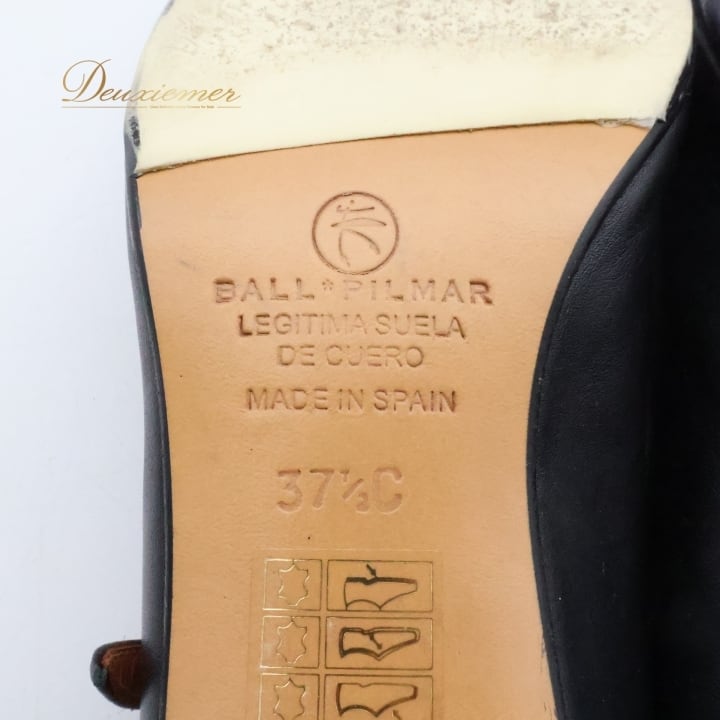 Deuxiemer
BALL*PILMAR
LEGITIMA SUELA
DE CUERO
MADE IN SPAIN
37½C